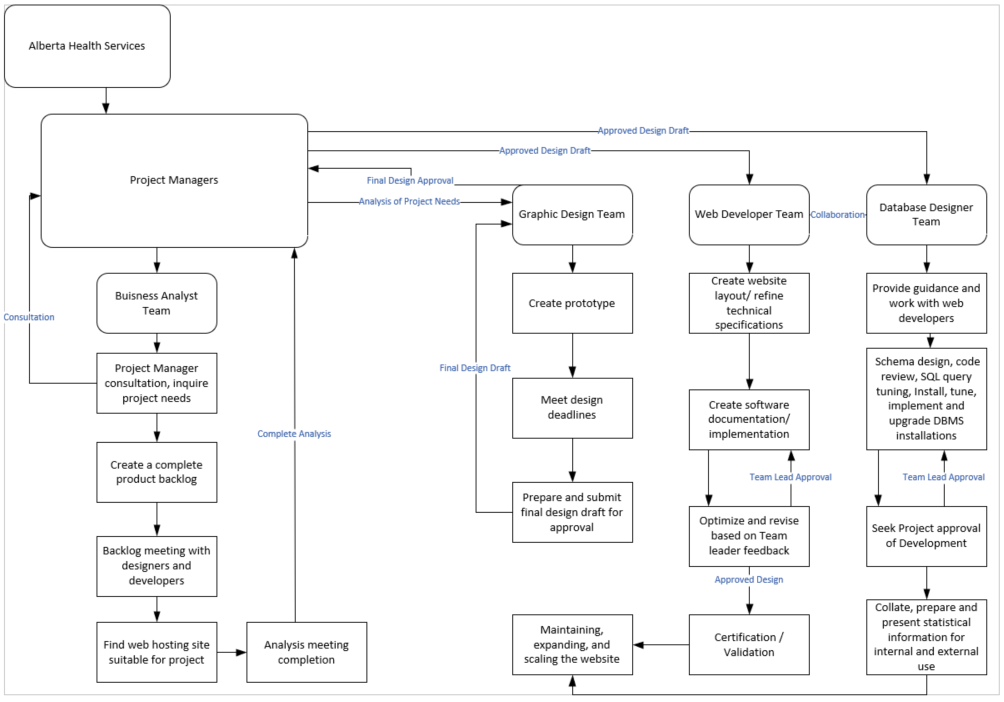 Alberta Health Services
Approved Design Draft
Approved Design Draft
Project Managers
Final Design Approval
Analysis of Project Needs
Graphic Design Team
Web Developer Team
Collaboration
Database Designer
Team
Buisness Analyst
Team
Consultation
Project Manager
consultation, inquire
project needs
Create a complete
product backlog
Backlog meeting with
designers and
developers
Find web hosting site
suitable for project
Analysis meeting
completion
Complete Analysis
Create prototype
Meet design
deadlines
Final Design Draft
Prepare and submit
final design draft for
approval
Create website
layout/ refine
technical
specifications
Create software
documentation/
implementation
Team Lead Approval
Optimize and revise
based on Team
leader feedback
Approved Design
Certification /
Validation
Maintaining,
expanding, and
scaling the website
Provide guidance and
work with web
developers
Schema design, code
review, SQL query
tuning, Install, tune,
implement and
upgrade DBMS
installations
Team Lead Approval
Seek Project approval
of Development
Collate, prepare and
present statistical
information for
internal and external
use